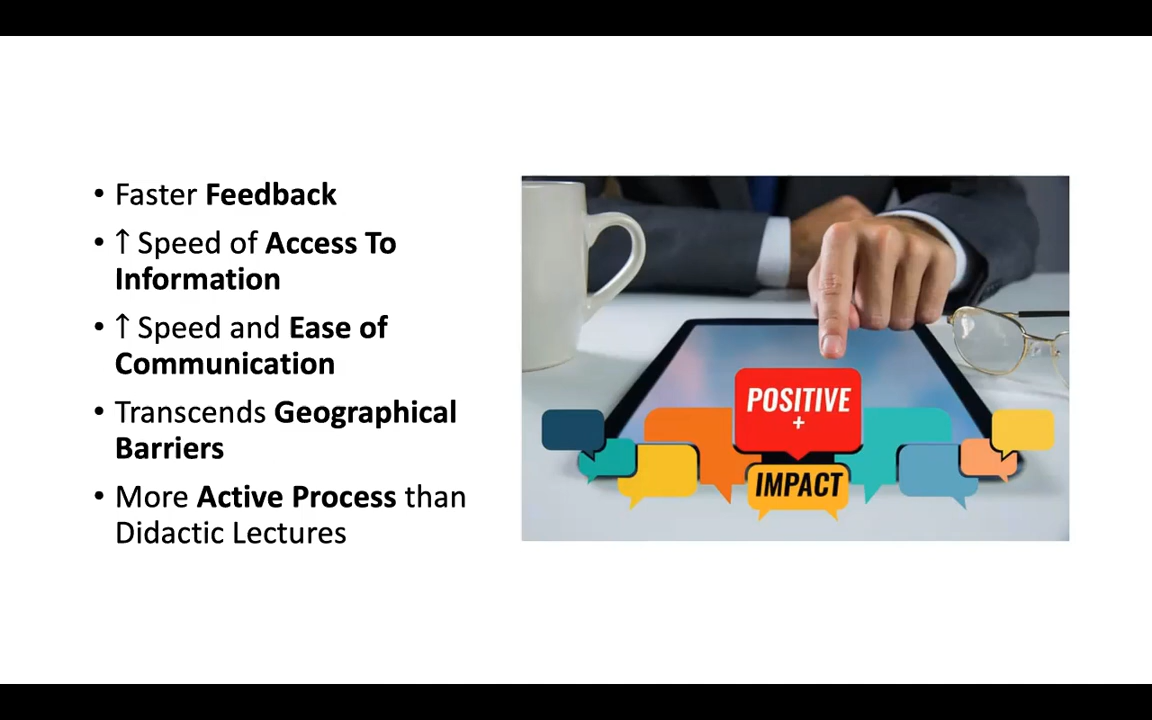 • Faster Feedback
• ↑ Speed of Access To
Information
• ↑ Speed and Ease of
Communication
• Transcends Geographical
Barriers
• More Active Process than
Didactic Lectures
POSITIVE
+
IMPACT